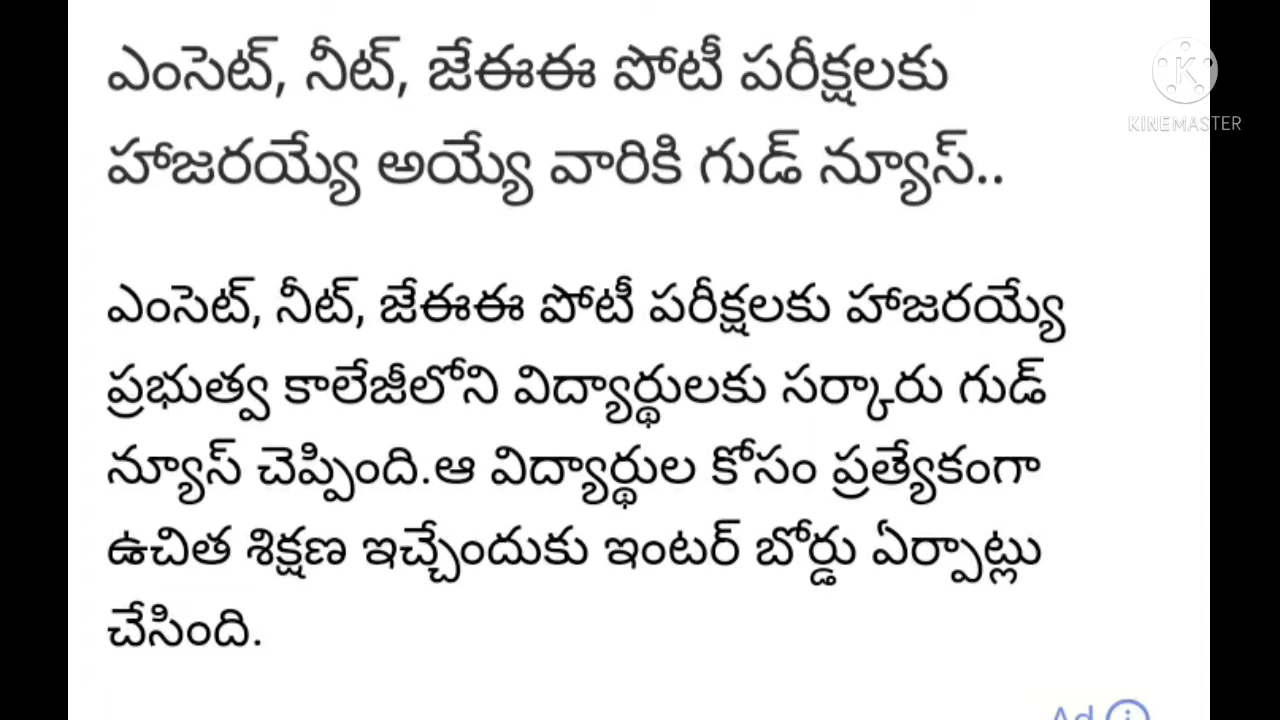 ఎంసెట్, నీట్, జేఈఈ పోటీ పరీక్షలకు
హాజరయ్యే అయ్యే వారికి గుడ్ న్యూస్..
KINEMASTER
ఎంసెట్, నీట్, జేఈఈ పోటీ పరీక్షలకు హాజరయ్యే
ప్రభుత్వ కాలేజీలోని విద్యార్థులకు సర్కారు గుడ్
న్యూస్ చెప్పింది.ఆ విద్యార్థుల కోసం ప్రత్యేకంగా
ఉచిత శిక్షణ ఇచ్చేందుకు ఇంటర్ బోర్డు ఏర్పాట్లు
చేసింది.
Ad